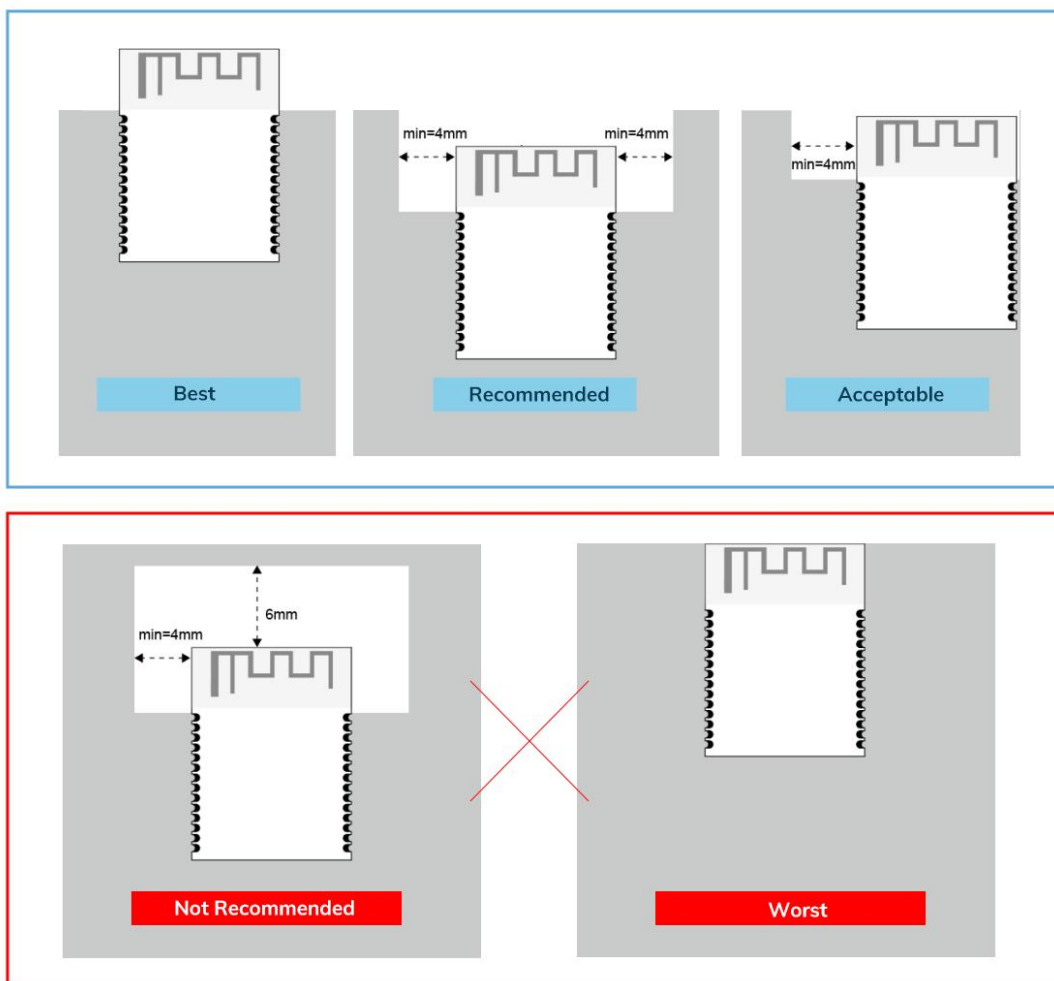 min=4mm
min=4mm
min=4mm
Best
Recommended
Acceptable
6mm
min=4mm
Not Recommended
Worst